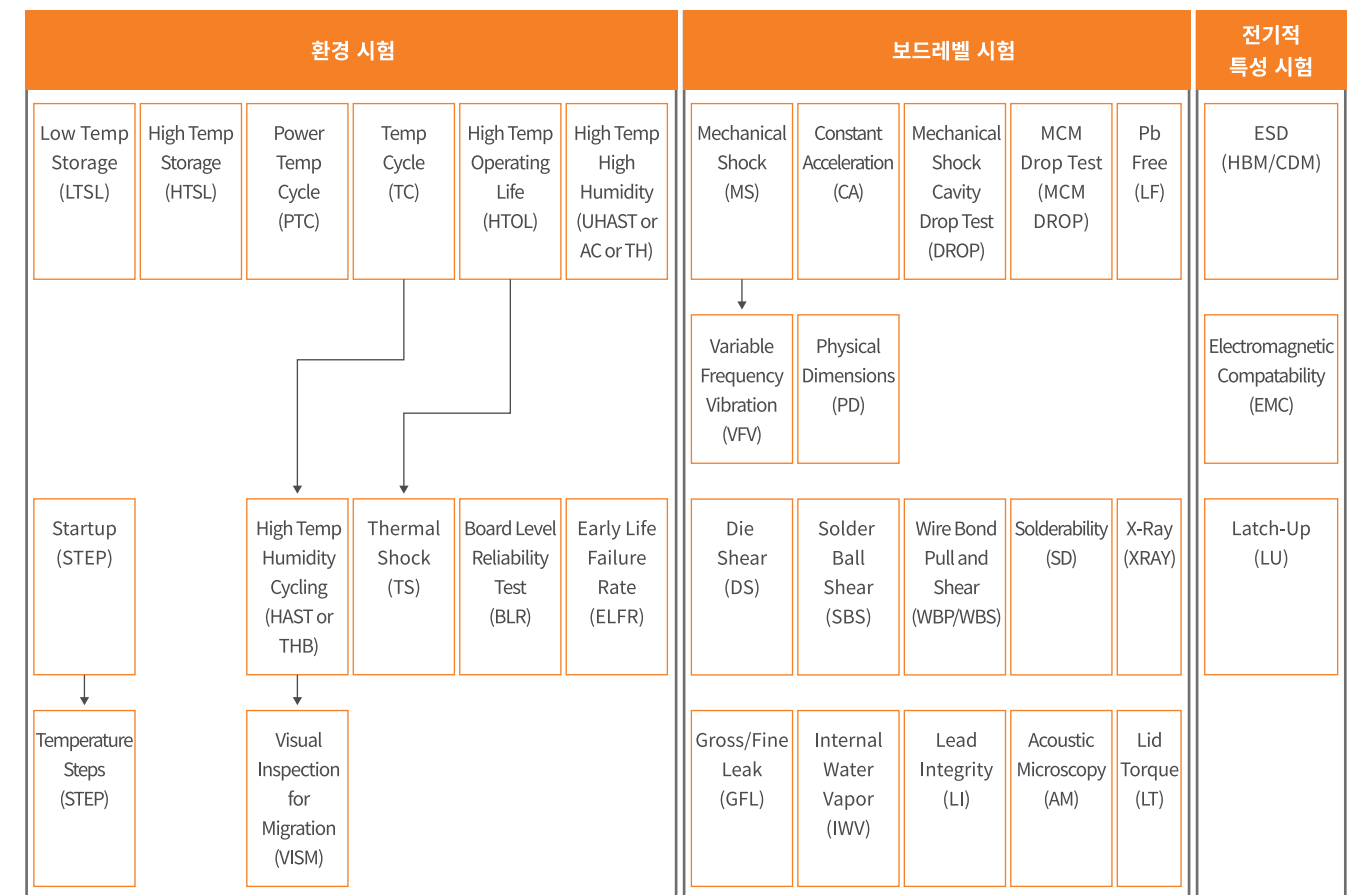 환경 시험
보드레벨 시험
전기적
특성 시험
Low Temp
Storage
(LTSL)
High Temp
Storage
(HTSL)
Power
Temp
Cycle
(PTC)
Temp
Cycle
(TC)
High Temp
Operating
Life
(HTOL)
High Temp
High
Humidity
(UHAST or
AC or TH)
Mechanical
Shock
(MS)
Constant
Acceleration
(CA)
Mechanical
Shock
Cavity
Drop Test
(DROP)
MCM
Drop Test
(MCM
DROP)
Pb
Free
(LF)
ESD
(HBM/CDM)
Variable
Frequency
Vibration
(VFV)
Physical
Dimensions
(PD)
Electromagnetic
Compatability
(EMC)
Startup
(STEP)
High Temp
Humidity
Cycling
(HAST or
THB)
Thermal
Shock
(TS)
Board Level
Reliability
Test
(BLR)
Early Life
Failure
Rate
(ELFR)
Die
Shear
(DS)
Solder
Ball
Shear
(SBS)
Wire Bond
Pull and
Shear
(WBP/WBS)
Solderability
(SD)
X-Ray
(XRAY)
Latch-Up
(LU)
Temperature
Steps
(STEP)
Visual
Inspection
for
Migration
(VISM)
Gross/Fine
Leak
(GFL)
Internal
Water
Vapor
(IWV)
Lead
Integrity
(LI)
Acoustic
Microscopy
(AM)
Lid
Torque
(LT)